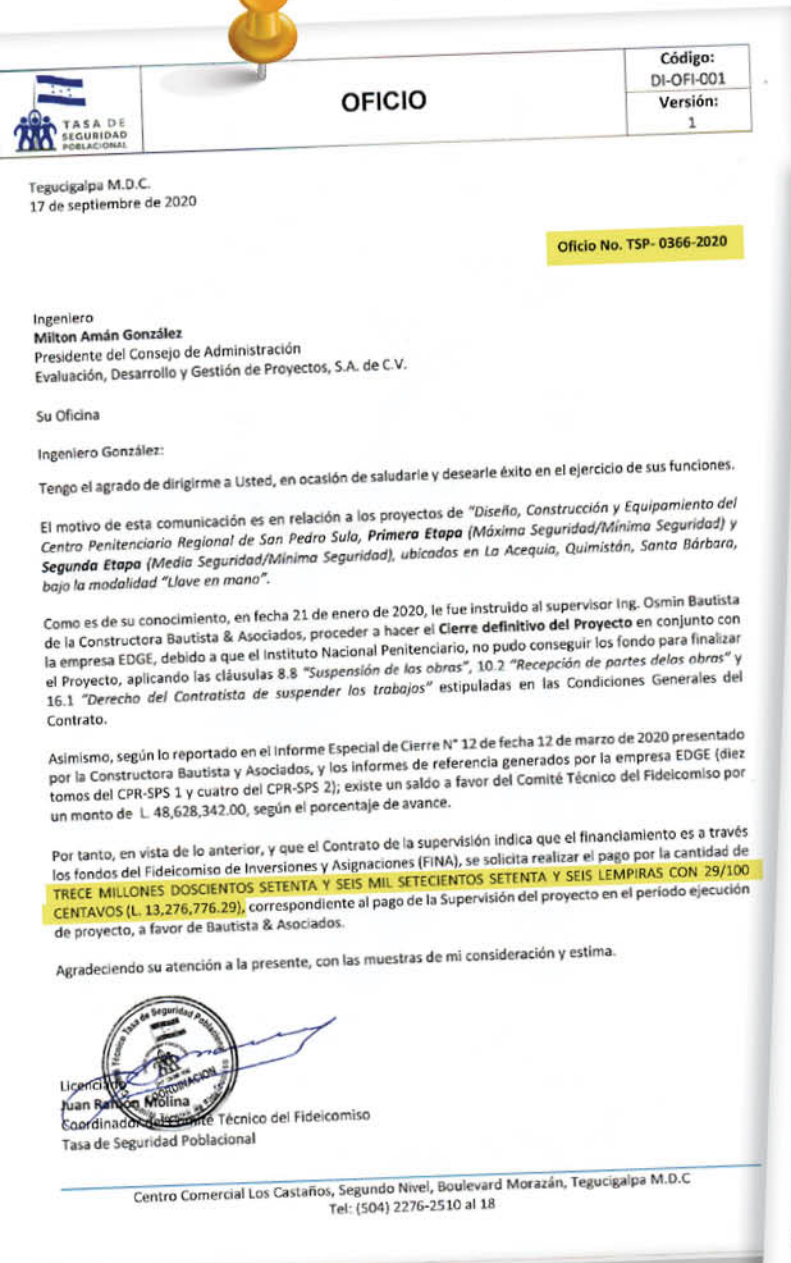 TASA DE
SEGURIDAD
POBLACIONAL
OFICIO
Código:
DI-OFI-001
Versión:
1
Tegucigalpa M.D.C.
17 de septiembre de 2020
Oficio No. TSP- 0366-2020
Ingeniero
Milton Amán González
Presidente del Consejo de Administración
Evaluación, Desarrollo y Gestión de Proyectos, S.A. de C.V.
Su Oficina
Ingeniero González:
Tengo el agrado de dirigirme a Usted, en ocasión de saludarle y desearle éxito en el ejercicio de sus funciones.
El motivo de esta comunicación es en relación a los proyectos de "Diseño, Construcción y Equipamiento del
Centro Penitenciario Regional de San Pedro Sula, Primera Etapa (Máxima Seguridad/Mínima Seguridad) y
Segunda Etapa (Media Seguridad/Mínima Seguridad), ubicados en La Acequia, Quimistán, Santa Bárbara,
bajo la modalidad "Llave en mano".
Como es de su conocimiento, en fecha 21 de enero de 2020, le fue instruido al supervisor Ing. Osmin Bautista
de la Constructora Bautista & Asociados, proceder a hacer el Cierre definitivo del Proyecto en conjunto con
la empresa EDGE, debido a que el Instituto Nacional Penitenciario, no pudo conseguir los fondo para finalizar
el Proyecto, aplicando las cláusulas 8.8 "Suspensión de las obras", 10.2 "Recepción de partes delas obras" y
16.1 "Derecho del Contratista de suspender los trabajos" estipuladas en las Condiciones Generales del
Contrato.
Asimismo, según lo reportado en el Informe Especial de Cierre N° 12 de fecha 12 de marzo de 2020 presentado
por la Constructora Bautista y Asociados, y los informes de referencia generados por la empresa EDGE (diez
tomos del CPR-SPS 1 y cuatro del CPR-SPS 2); existe un saldo a favor del Comité Técnico del Fideicomiso por
un monto de L. 48,628,342.00, según el porcentaje de avance.
Por tanto, en vista de lo anterior, y que el Contrato de la supervisión indica que el financiamiento es a través
los fondos del Fideicomiso de Inversiones y Asignaciones (FINA), se solicita realizar el pago por la cantidad de
TRECE MILLONES DOSCIENTOS SETENTA Y SEIS MIL SETECIENTOS SETENTA Y SEIS LEMPIRAS CON 29/100
CENTAVOS (L. 13,276,776.29), correspondiente al pago de la Supervisión del proyecto en el período ejecución
de proyecto, a favor de Bautista & Asociados.
Agradeciendo su atención a la presente, con las muestras de mi consideración y estima.
COORDINACION
Licenciado
Juan Ramón Molina
Coordinador del Comité Técnico del Fideicomiso
Tasa de Seguridad Poblacional
Centro Comercial Los Castaños, Segundo Nivel, Boulevard Morazán, Tegucigalpa M.D.C
Tel: (504) 2276-2510 al 18